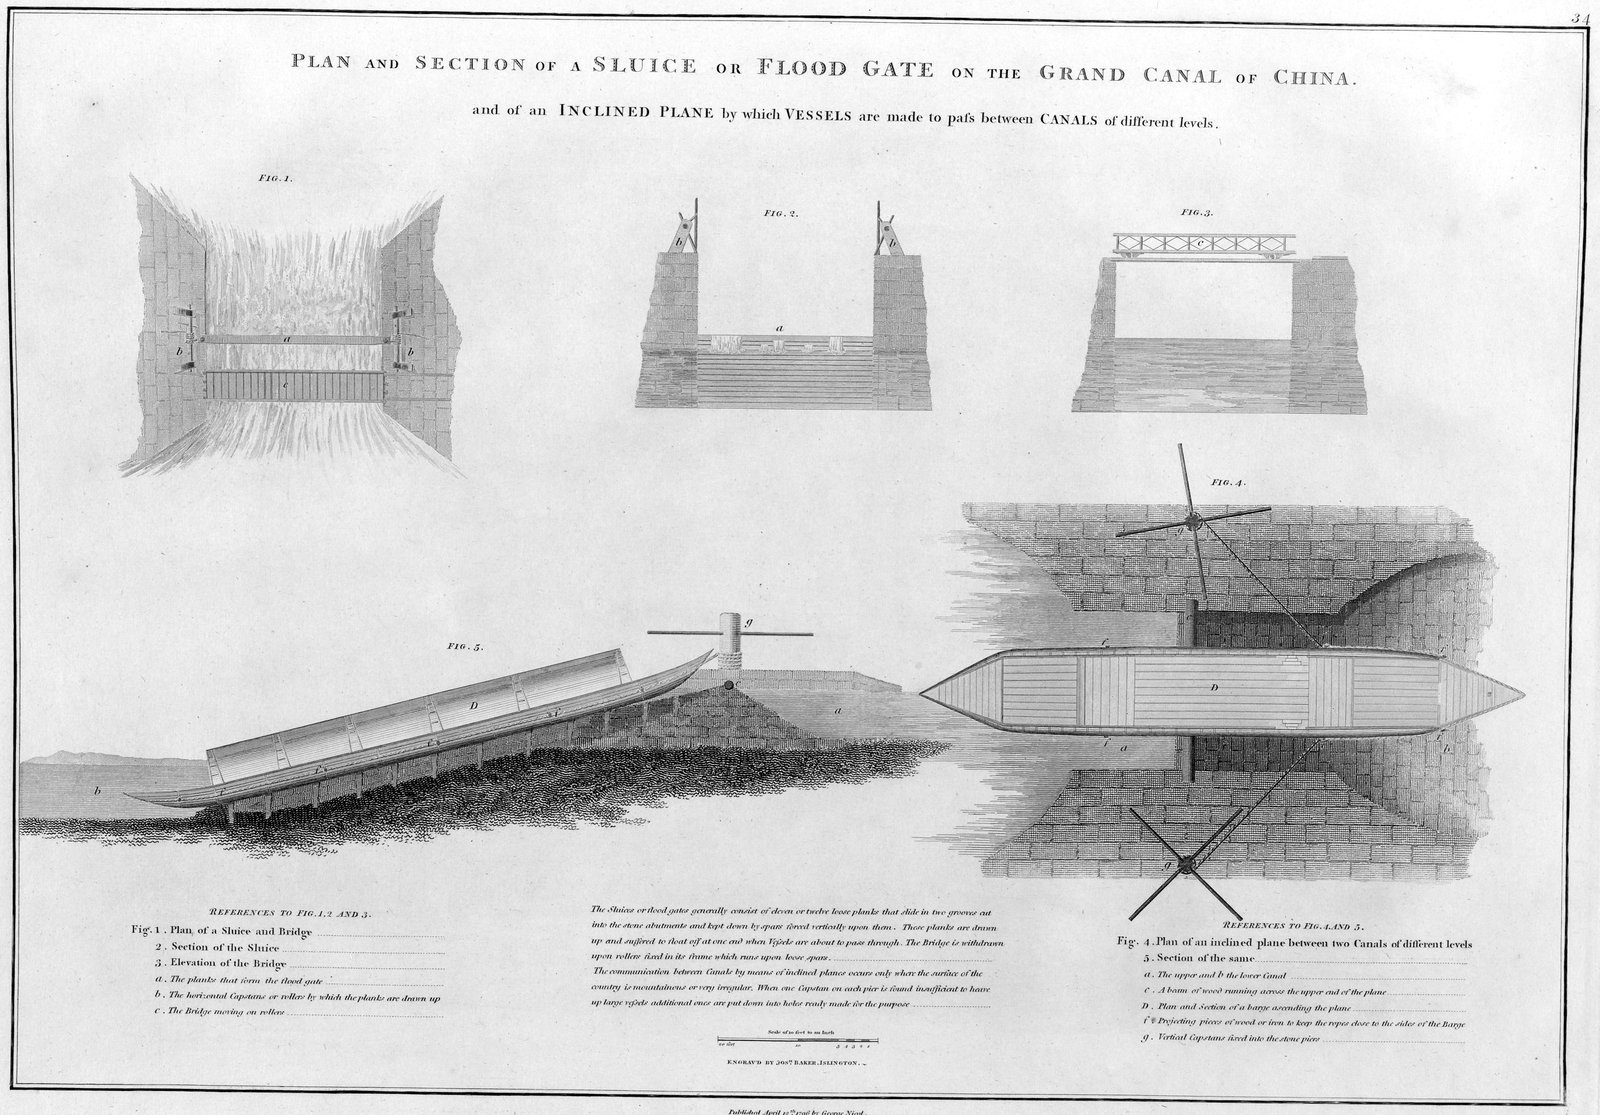 34
PLAN AND SECTION OF A SLUICE OR FLOOD GATE ON THE GRAND CANAL OF CHINA.
and of an INCLINED PLANE by which VESSELS are made to paſs between CANALS of different levels.
FIG. 1.
b
a
b
c
FIG. 2.
b
b
a
FIG. 3.
c
FIG. 4.
g
c
f
f
D
f
a
f
b
g
FIG. 5.
g
c
D
a
f
b
REFERENCES TO FIG. 1, 2 AND 3.
Fig. 1. Plan of a Sluice and Bridge
2. Section of the Sluice
3. Elevation of the Bridge
a. The planks that form the flood gate
b. The horizontal Capstans or rollers by which the planks are drawn up
c. The Bridge moving on rollers
The Sluices or flood gates generally consist of eleven or twelve loose planks that slide in two grooves cut
into the stone abutments and kept down by spars forced vertically upon them. These planks are drawn
up and suffered to float off at one end when Veſsels are about to pass through. The Bridge is withdrawn
upon rollers fixed in its frame which runs upon loose spars.
The communication between Canals by means of inclined planes occurs only where the surface of the
country is mountainous or very irregular. When one Capstan on each pier is found insufficient to heave
up large veſsels additional ones are put down into holes ready made for the purpose
Scale of 10 feet to an Inch
ENGRAV'D BY JOSH. BAKER, ISLINGTON.
REFERENCES TO FIG. 4. AND 5.
Fig. 4. Plan of an inclined plane between two Canals of different levels
5. Section of the same
a. The upper and b the lower Canal
c. A beam of wood running across the upper end of the plane
D. Plan and Section of a barge ascending the plane
f Projecting pieces of wood or iron to keep the ropes close to the sides of the Barge
g. Vertical Capstans fixed into the stone piers
Published April 12th. 1796 by George Nicol.